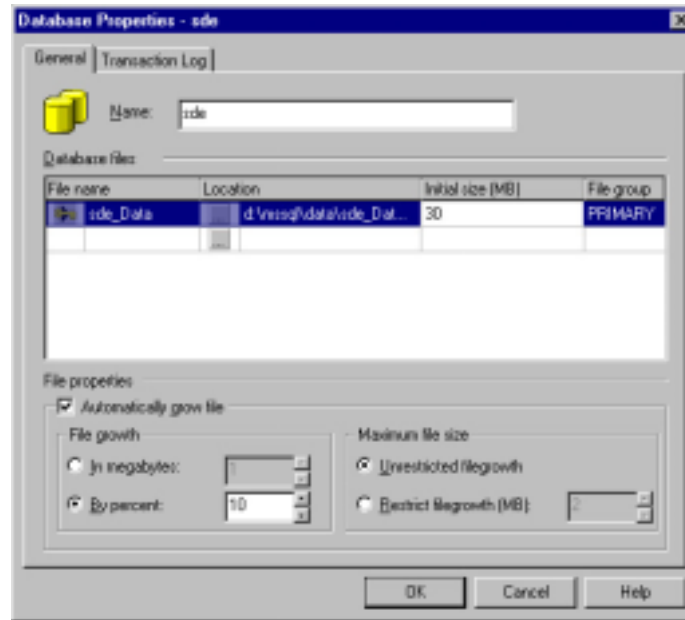 Database Properties - sde
General Transaction Log
Name: sde
Database files
File name Location Initial size (MB) File group
sde_Data ... d:\mssql\data\sde_Dat... 30 PRIMARY
...
File properties
Automatically grow file
File growth Maximum file size
In megabytes: 1 Unrestricted filegrowth
By percent: 10 Restrict filegrowth (MB): 2
OK Cancel Help